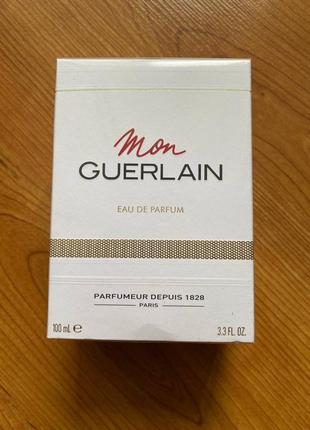 Mon
GUERLAIN
EAU DE PARFUM
PARFUMEUR DEPUIS 1828
PARIS
100 mL ℮ 3.3 FL. OZ.